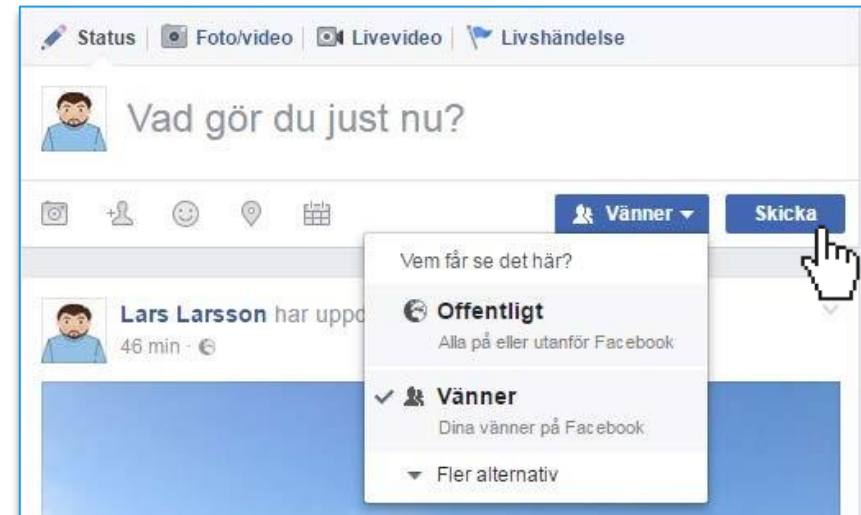 Status Foto/video Livevideo Livshändelse
Vad gör du just nu?
Vänner Skicka
Vem får se det här?
Offentligt
Alla på eller utanför Facebook
Vänner
Dina vänner på Facebook
Fler alternativ
Lars Larsson har
46 min ·